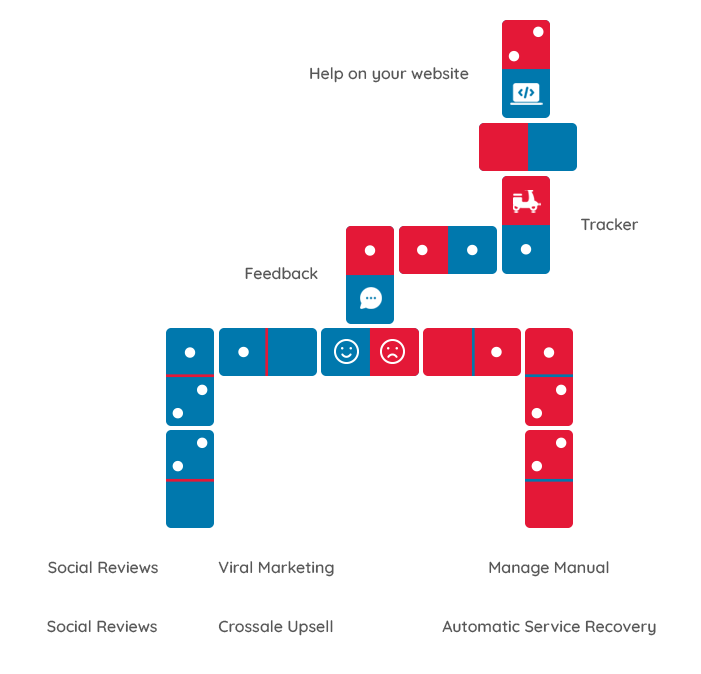 Help on your website
Tracker
Feedback
Social Reviews
Viral Marketing
Manage Manual
Social Reviews
Crossale Upsell
Automatic Service Recovery